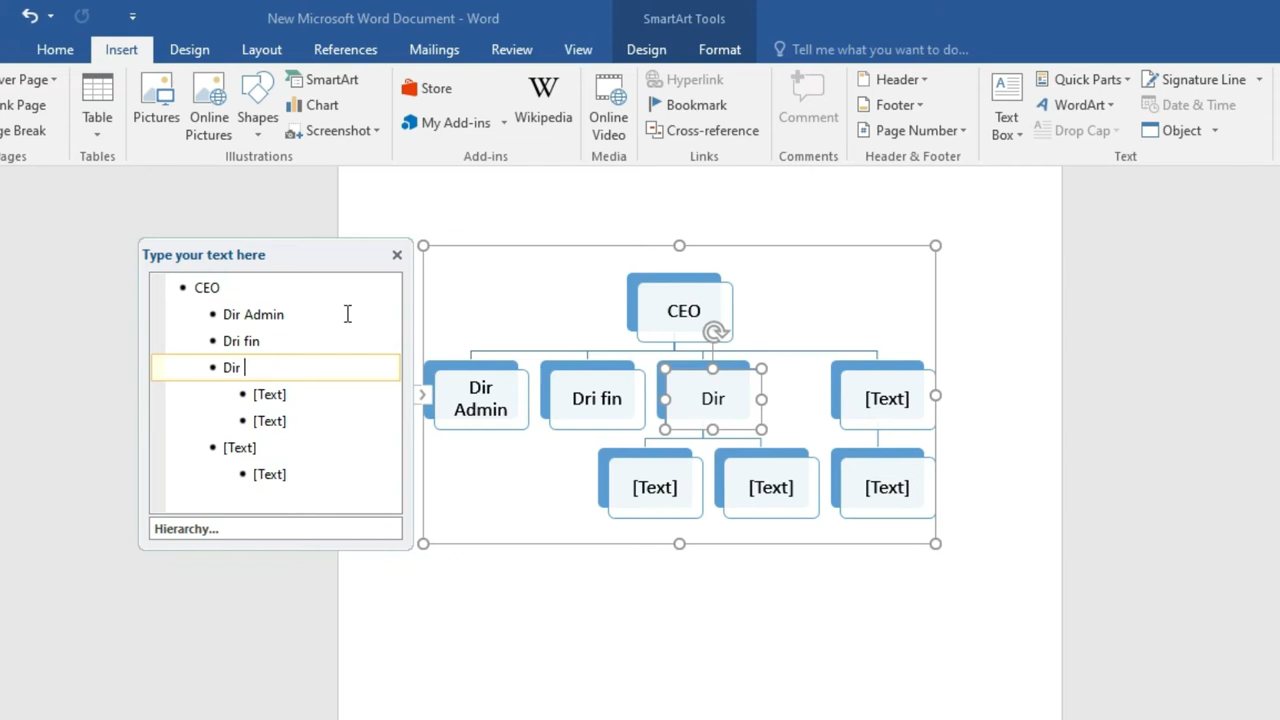 New Microsoft Word Document - Word
SmartArt Tools
Home Insert Design Layout References Mailings Review View Design Format Tell me what you want to do...
ver Page
nk Page
ge Break
ages
Table
Tables
Pictures
Online Pictures
Shapes
SmartArt
Chart
Screenshot
Illustrations
Store
My Add-ins
Wikipedia
Add-ins
Online Video
Media
Hyperlink
Bookmark
Cross-reference
Links
Comment
Comments
Header
Footer
Page Number
Header & Footer
Text Box
Quick Parts
WordArt
Drop Cap
Signature Line
Date & Time
Object
Text
Type your text here
CEO
Dir Admin
Dri fin
Dir
[Text]
[Text]
[Text]
[Text]
Hierarchy...
CEO
Dir
Admin
Dri fin
Dir
[Text]
[Text]
[Text]
[Text]